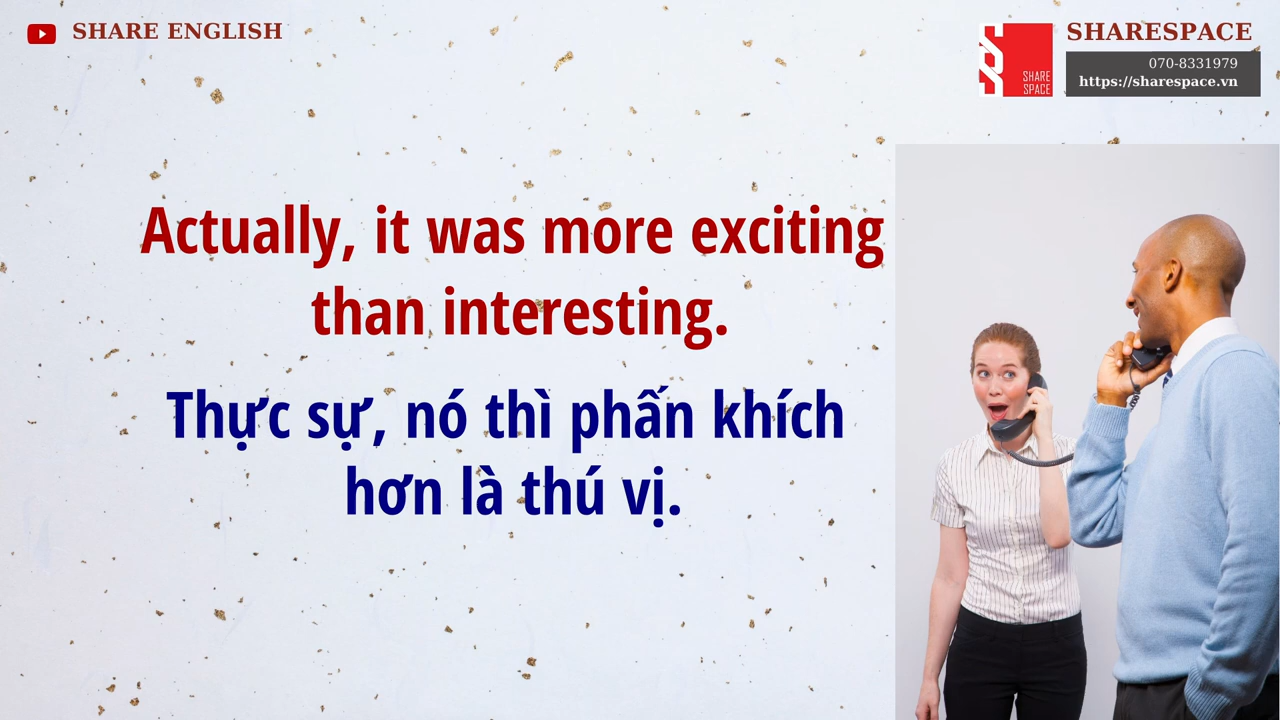 SHARE ENGLISH
SHARESPACE
070-8331979
https://sharespace.vn
SHARE
SPACE
Actually, it was more exciting
than interesting.
Thực sự, nó thì phấn khích
hơn là thú vị.